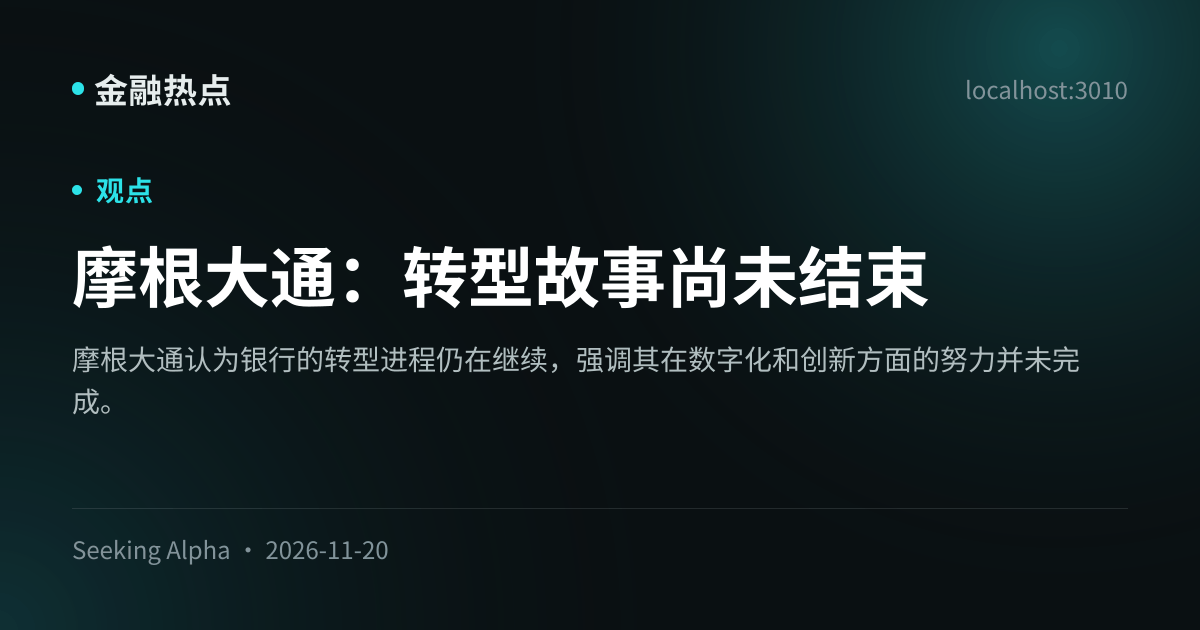 金融热点
localhost:3010
观点
摩根大通：转型故事尚未结束
摩根大通认为银行的转型进程仍在继续，强调其在数字化和创新方面的努力并未完
成。
Seeking Alpha · 2026-11-20